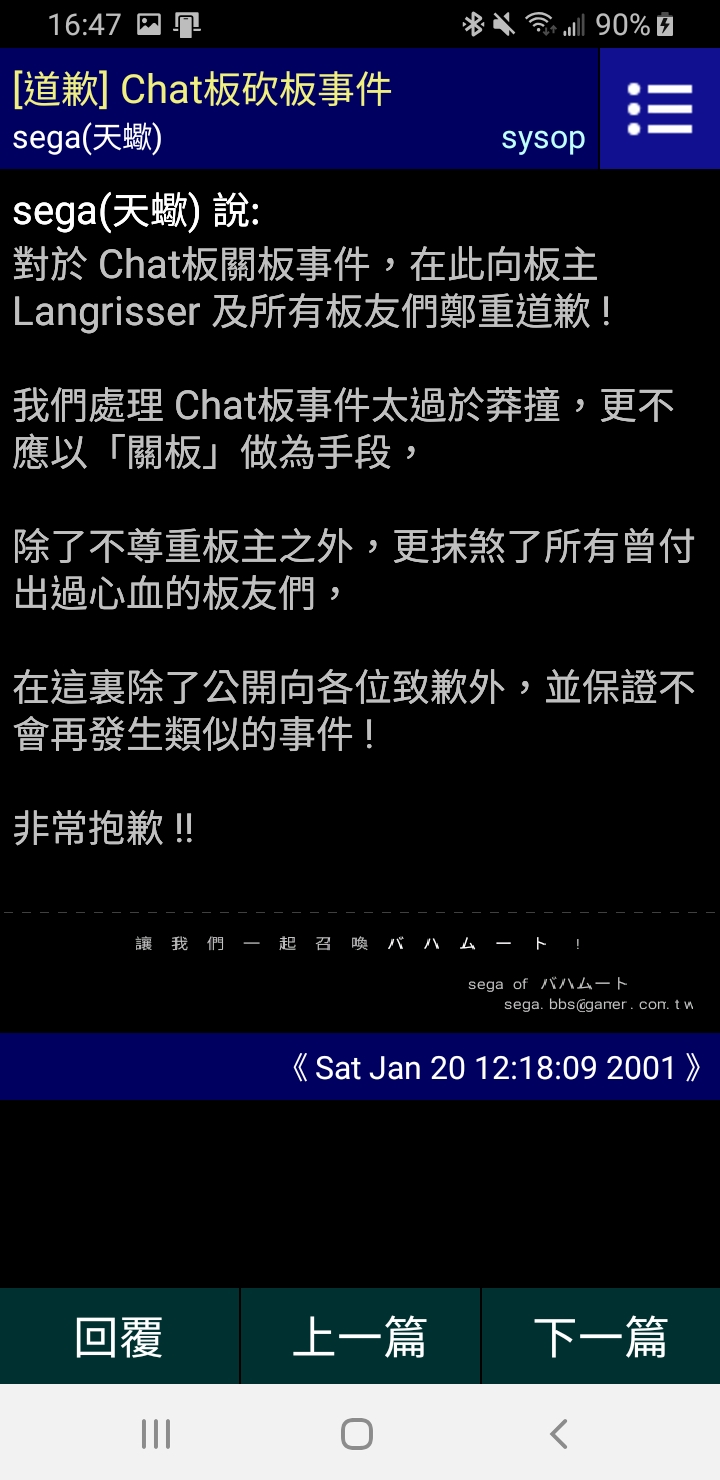 16:47 90%
[道歉] Chat板砍板事件
sega(天蠍) sysop
sega(天蠍) 說:
對於 Chat板關板事件，在此向板主
Langrisser 及所有板友們鄭重道歉 !
我們處理 Chat板事件太過於莽撞，更不
應以「關板」做為手段，
除了不尊重板主之外，更抹煞了所有曾付
出過心血的板友們，
在這裏除了公開向各位致歉外，並保證不
會再發生類似的事件 !
非常抱歉 !!
讓 我 們 一 起 召 喚 バ ハ ム ー ト !
sega of バハムート
sega.bbs@gamer.com.tw
《 Sat Jan 20 12:18:09 2001 》
回覆 上一篇 下一篇